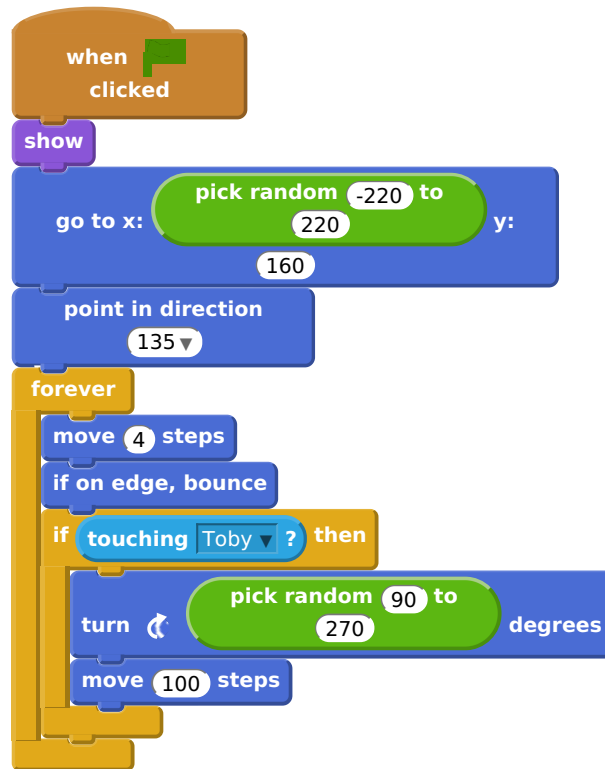 when
clicked
show
go to x: pick random -220 to 220 y:
160
point in direction
135 ▼
forever
move 4 steps
if on edge, bounce
if touching Toby ▼ ? then
turn pick random 90 to 270 degrees
move 100 steps